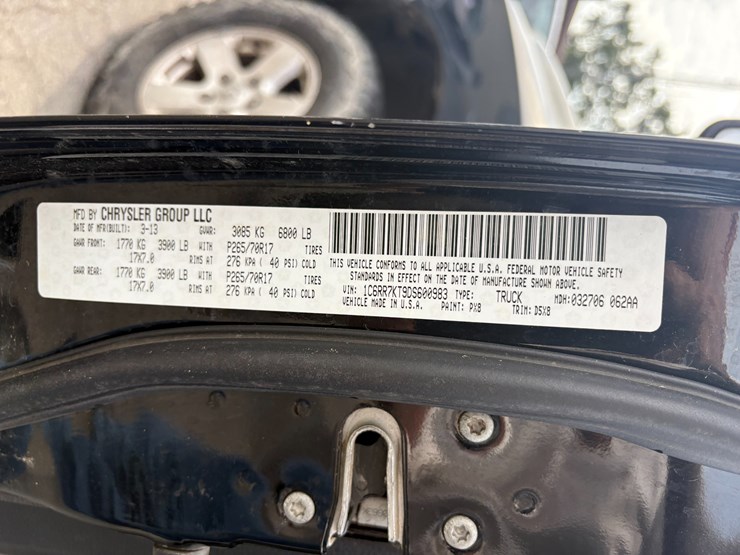 MFD BY CHRYSLER GROUP LLC
DATE OF MFR(BUILT): 3-13 GVWR: 3085 KG 6800 LB
GAWR FRONT: 1770 KG 3900 LB WITH P265/70R17 TIRES
17X7.0 RIMS AT 276 KPA ( 40 PSI) COLD
GAWR REAR: 1770 KG 3900 LB WITH P265/70R17 TIRES
17X7.0 RIMS AT 276 KPA ( 40 PSI) COLD
THIS VEHICLE CONFORMS TO ALL APPLICABLE U.S.A. FEDERAL MOTOR VEHICLE SAFETY
STANDARDS IN EFFECT ON THE DATE OF MANUFACTURE SHOWN ABOVE.
VIN: 1C6RR7KT9DS600983 TYPE: TRUCK MDH:032706 062AA
VEHICLE MADE IN U.S.A. PAINT: PX8 TRIM: D5X8